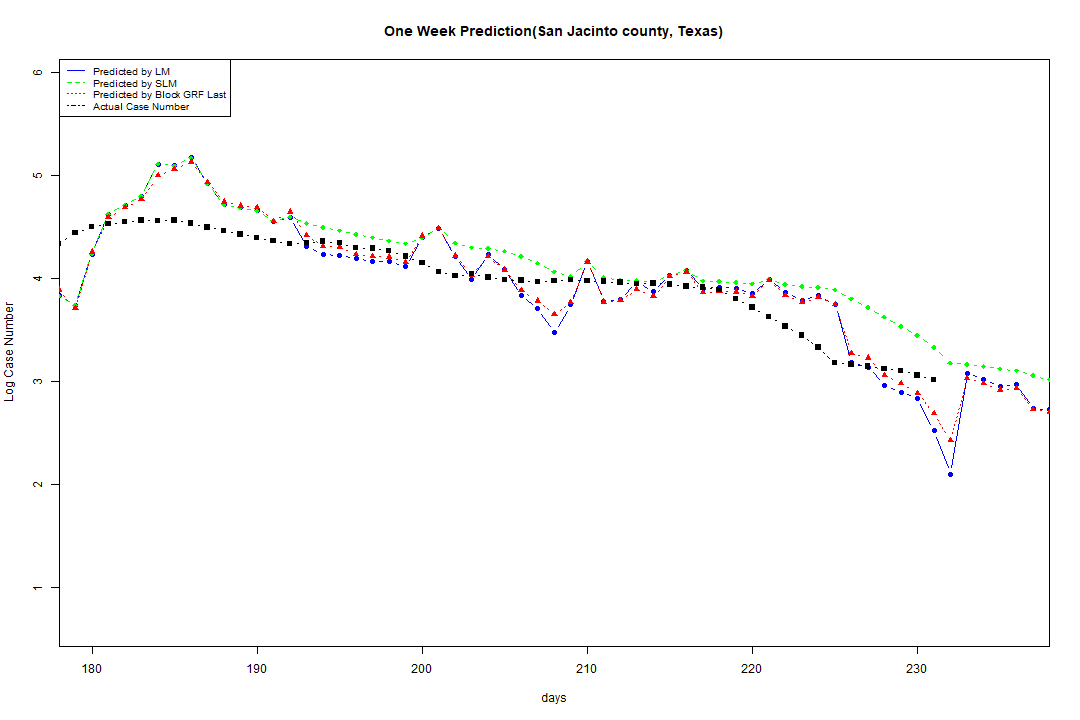 One Week Prediction(San Jacinto county, Texas)
Predicted by LM
Predicted by SLM
Predicted by Block GRF Last
Actual Case Number
6
5
4
3
2
1
Log Case Number
180 190 200 210 220 230
days